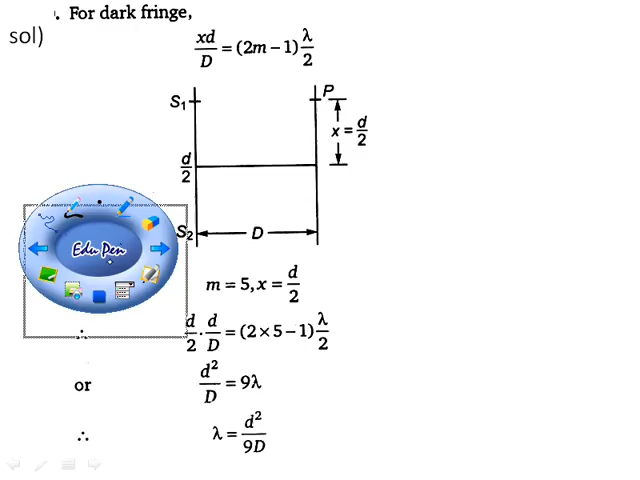 . For dark fringe,
sol)
xd/D = (2m − 1) λ/2
S₁ P
x = d/2
d/2
S₂ D
Edu Pen
m = 5, x = d/2
∴ d/2 · d/D = (2 × 5 − 1) λ/2
or d²/D = 9λ
∴ λ = d²/9D